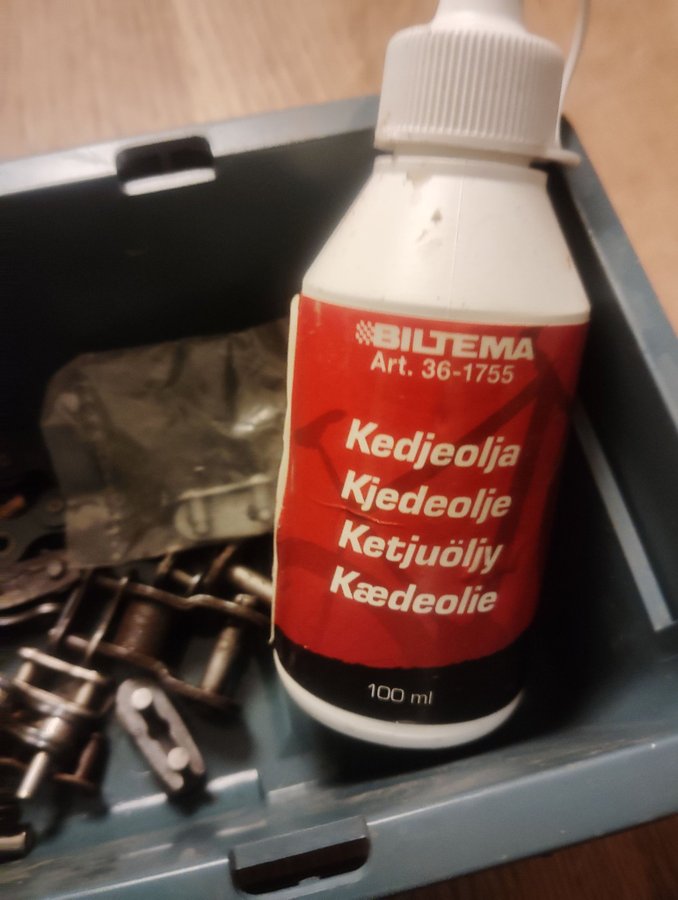 BILTEMA
Art. 36-1755
Kedjeolja
Kjedeolje
Ketjuöljy
Kædeolie
100 ml